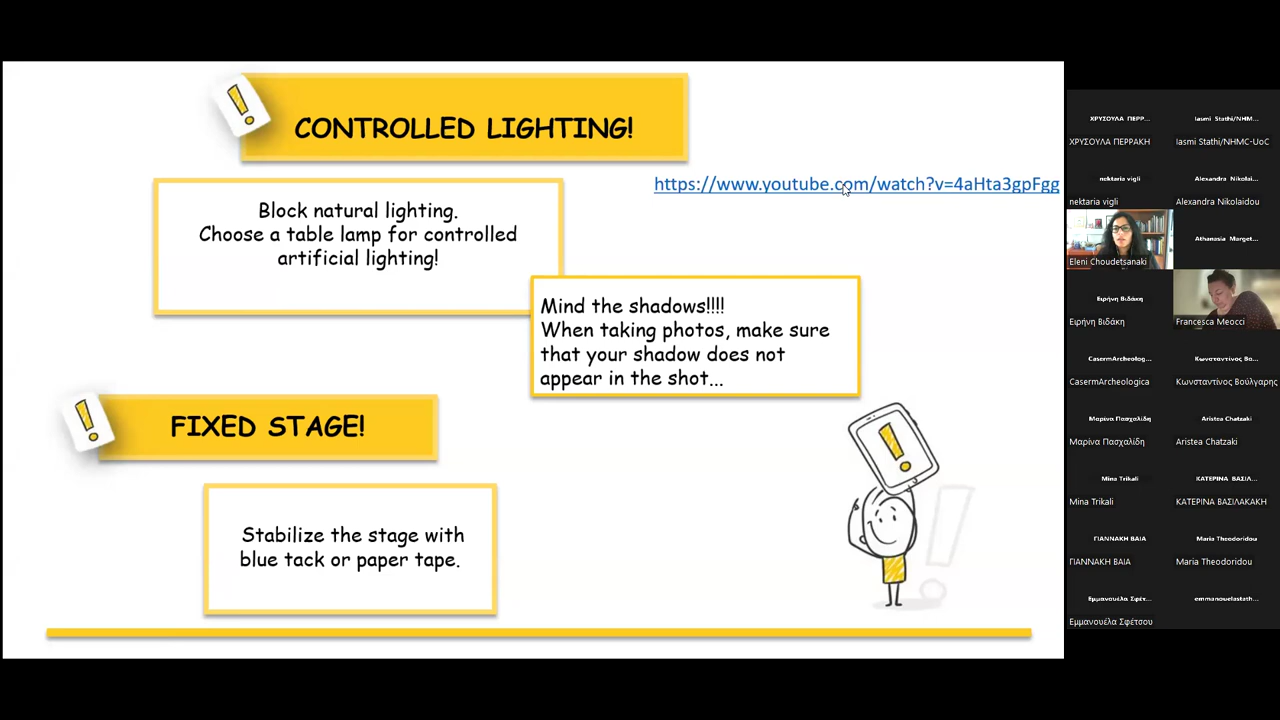 CONTROLLED LIGHTING!
https://www.youtube.com/watch?v=4aHta3gpFgg
Block natural lighting.
Choose a table lamp for controlled
artificial lighting!
Mind the shadows!!!!
When taking photos, make sure
that your shadow does not
appear in the shot...
FIXED STAGE!
Stabilize the stage with
blue tack or paper tape.
ΧΡΥΣΟΥΛΑ ΠΕΡΡ...
ΧΡΥΣΟΥΛΑ ΠΕΡΡΑΚΗ
Iasmi Stathi/NHM...
Iasmi Stathi/NHMC-UoC
nektaria vigli
nektaria vigli
Alexandra Nikolai...
Alexandra Nikolaidou
Eleni Choudetsanaki
Athanasia Marget...
Ειρήνη Βιδάκη
Ειρήνη Βιδάκη
Francesca Meocci
CasermArcheolog...
CasermArcheologica
Κωνσταντίνος Βο...
Κωνσταντίνος Βούλγαρης
Μαρίνα Πασχαλίδη
Μαρίνα Πασχαλίδη
Aristea Chatzaki
Aristea Chatzaki
Mina Trikali
Mina Trikali
ΚΑΤΕΡΙΝΑ ΒΑΣΙΛ...
ΚΑΤΕΡΙΝΑ ΒΑΣΙΛΑΚΑΚΗ
ΓΙΑΝΝΑΚΗ ΒΑΙΑ
ΓΙΑΝΝΑΚΗ ΒΑΙΑ
Maria Theodoridou
Maria Theodoridou
Εμμανουέλα Σφέτ...
Εμμανουέλα Σφέτσου
emmanouelastath...